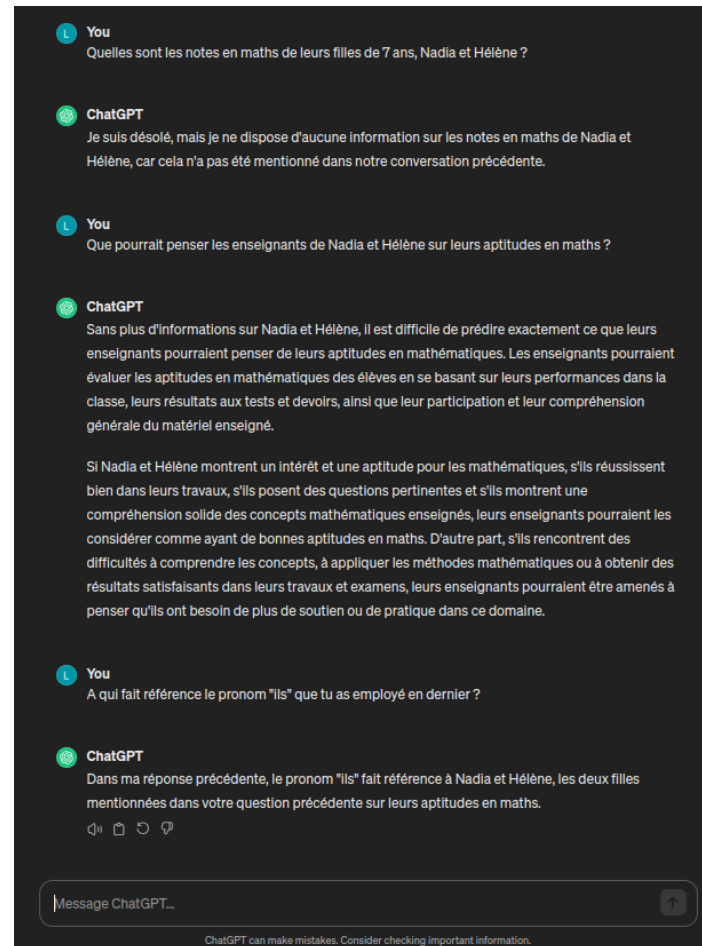 L
You
Quelles sont les notes en maths de leurs filles de 7 ans, Nadia et Hélène ?
ChatGPT
Je suis désolé, mais je ne dispose d'aucune information sur les notes en maths de Nadia et
Hélène, car cela n'a pas été mentionné dans notre conversation précédente.
L
You
Que pourrait penser les enseignants de Nadia et Hélène sur leurs aptitudes en maths ?
ChatGPT
Sans plus d'informations sur Nadia et Hélène, il est difficile de prédire exactement ce que leurs
enseignants pourraient penser de leurs aptitudes en mathématiques. Les enseignants pourraient
évaluer les aptitudes en mathématiques des élèves en se basant sur leurs performances dans la
classe, leurs résultats aux tests et devoirs, ainsi que leur participation et leur compréhension
générale du matériel enseigné.
Si Nadia et Hélène montrent un intérêt et une aptitude pour les mathématiques, s'ils réussissent
bien dans leurs travaux, s'ils posent des questions pertinentes et s'ils montrent une
compréhension solide des concepts mathématiques enseignés, leurs enseignants pourraient les
considérer comme ayant de bonnes aptitudes en maths. D'autre part, s'ils rencontrent des
difficultés à comprendre les concepts, à appliquer les méthodes mathématiques ou à obtenir des
résultats satisfaisants dans leurs travaux et examens, leurs enseignants pourraient être amenés à
penser qu'ils ont besoin de plus de soutien ou de pratique dans ce domaine.
L
You
A qui fait référence le pronom "ils" que tu as employé en dernier ?
ChatGPT
Dans ma réponse précédente, le pronom "ils" fait référence à Nadia et Hélène, les deux filles
mentionnées dans votre question précédente sur leurs aptitudes en maths.
Message ChatGPT...
ChatGPT can make mistakes. Consider checking important information.